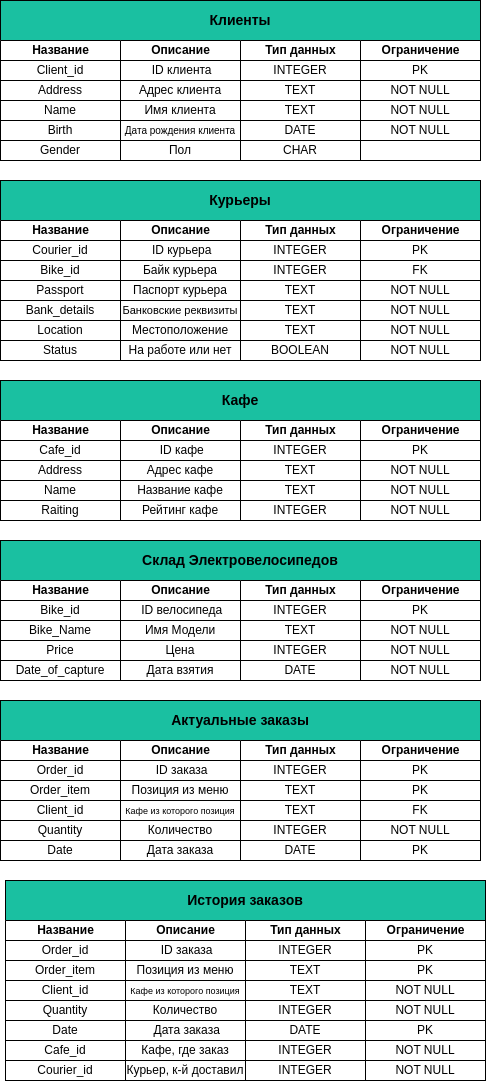 Клиенты
Название Описание Тип данных Ограничение
Client_id ID клиента INTEGER PK
Address Адрес клиента TEXT NOT NULL
Name Имя клиента TEXT NOT NULL
Birth Дата рождения клиента DATE NOT NULL
Gender Пол CHAR
Курьеры
Название Описание Тип данных Ограничение
Courier_id ID курьера INTEGER PK
Bike_id Байк курьера INTEGER FK
Passport Паспорт курьера TEXT NOT NULL
Bank_details Банковские реквизиты TEXT NOT NULL
Location Местоположение TEXT NOT NULL
Status На работе или нет BOOLEAN NOT NULL
Кафе
Название Описание Тип данных Ограничение
Cafe_id ID кафе INTEGER PK
Address Адрес кафе TEXT NOT NULL
Name Название кафе TEXT NOT NULL
Raiting Рейтинг кафе INTEGER NOT NULL
Склад Электровелосипедов
Название Описание Тип данных Ограничение
Bike_id ID велосипеда INTEGER PK
Bike_Name Имя Модели TEXT NOT NULL
Price Цена INTEGER NOT NULL
Date_of_capture Дата взятия DATE NOT NULL
Актуальные заказы
Название Описание Тип данных Ограничение
Order_id ID заказа INTEGER PK
Order_item Позиция из меню TEXT PK
Client_id Кафе из которого позиция TEXT FK
Quantity Количество INTEGER NOT NULL
Date Дата заказа DATE PK
История заказов
Название Описание Тип данных Ограничение
Order_id ID заказа INTEGER PK
Order_item Позиция из меню TEXT PK
Client_id Кафе из которого позиция TEXT NOT NULL
Quantity Количество INTEGER NOT NULL
Date Дата заказа DATE PK
Cafe_id Кафе, где заказ INTEGER NOT NULL
Courier_id Курьер, к-й доставил INTEGER NOT NULL